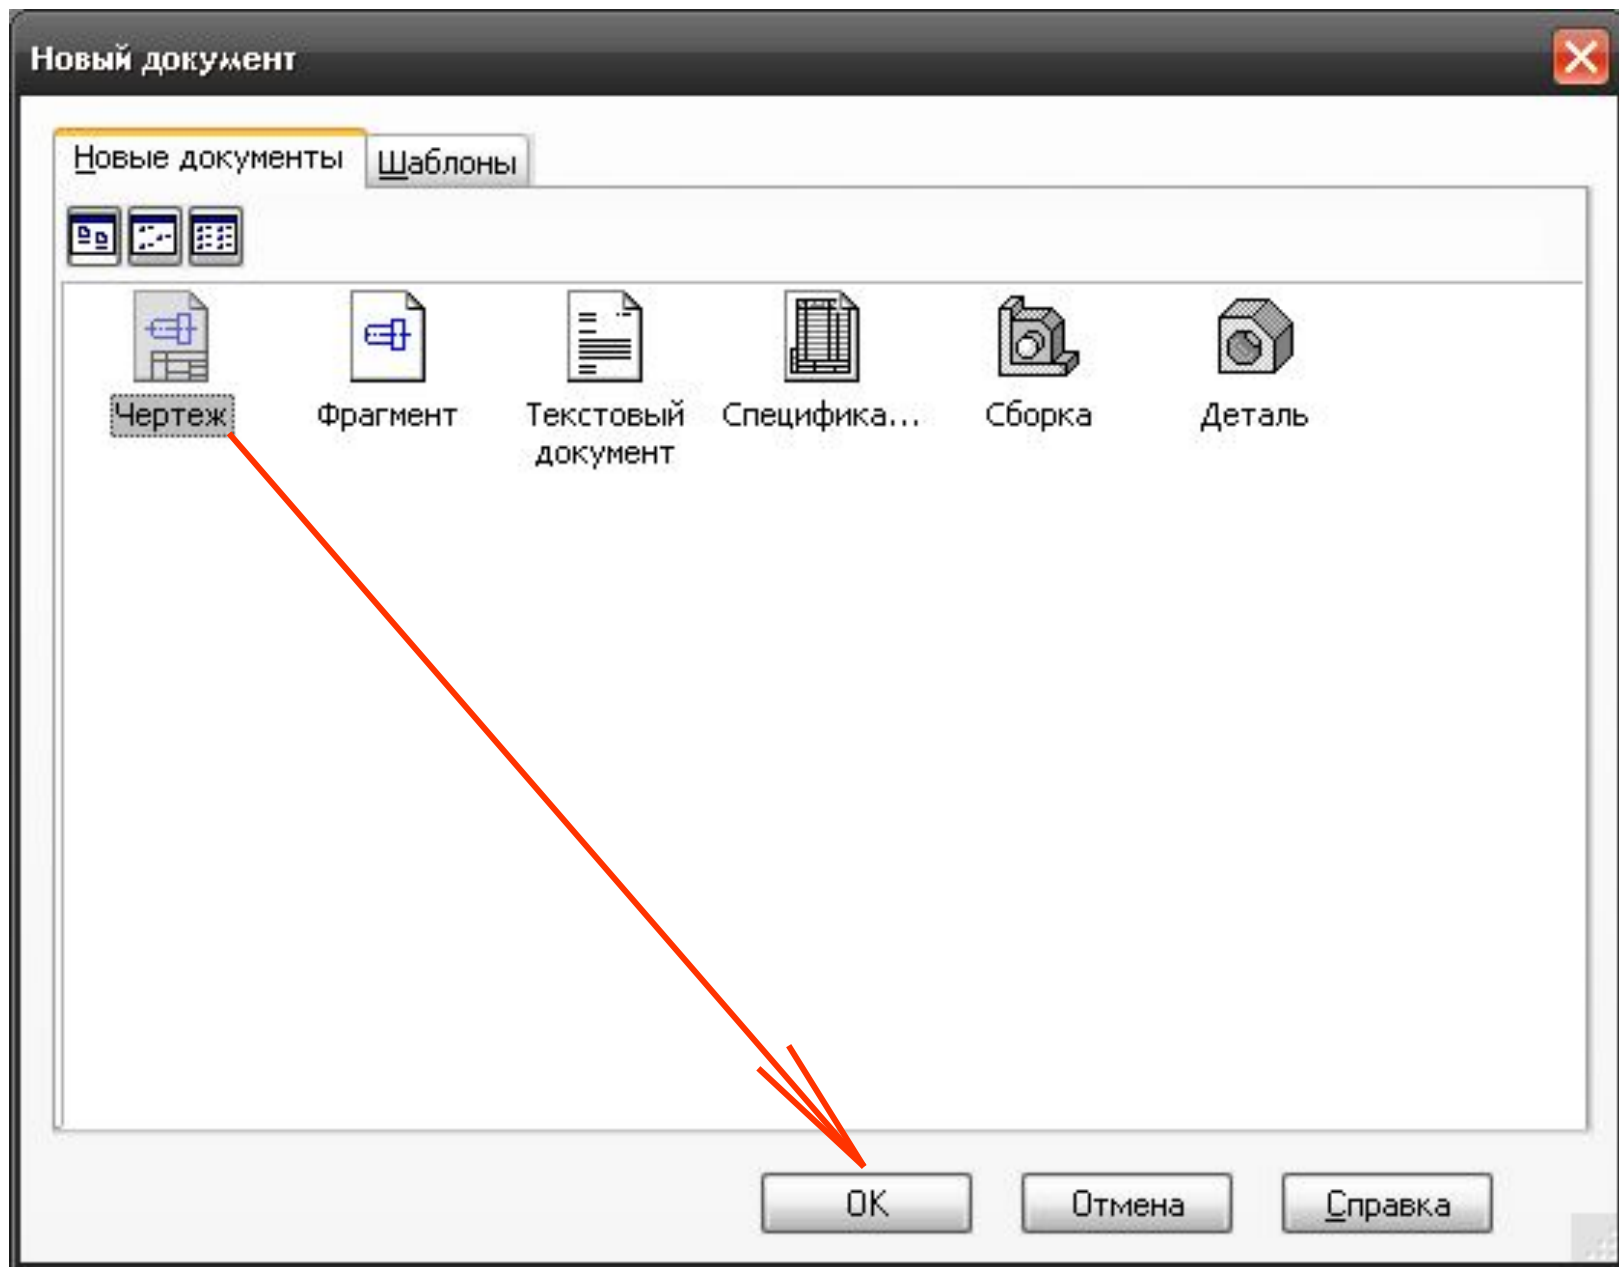 Новый документ
Новые документы
Шаблоны
Чертеж
Фрагмент
Текстовый
документ
Специфика...
Сборка
Деталь
OK
Отмена
Справка